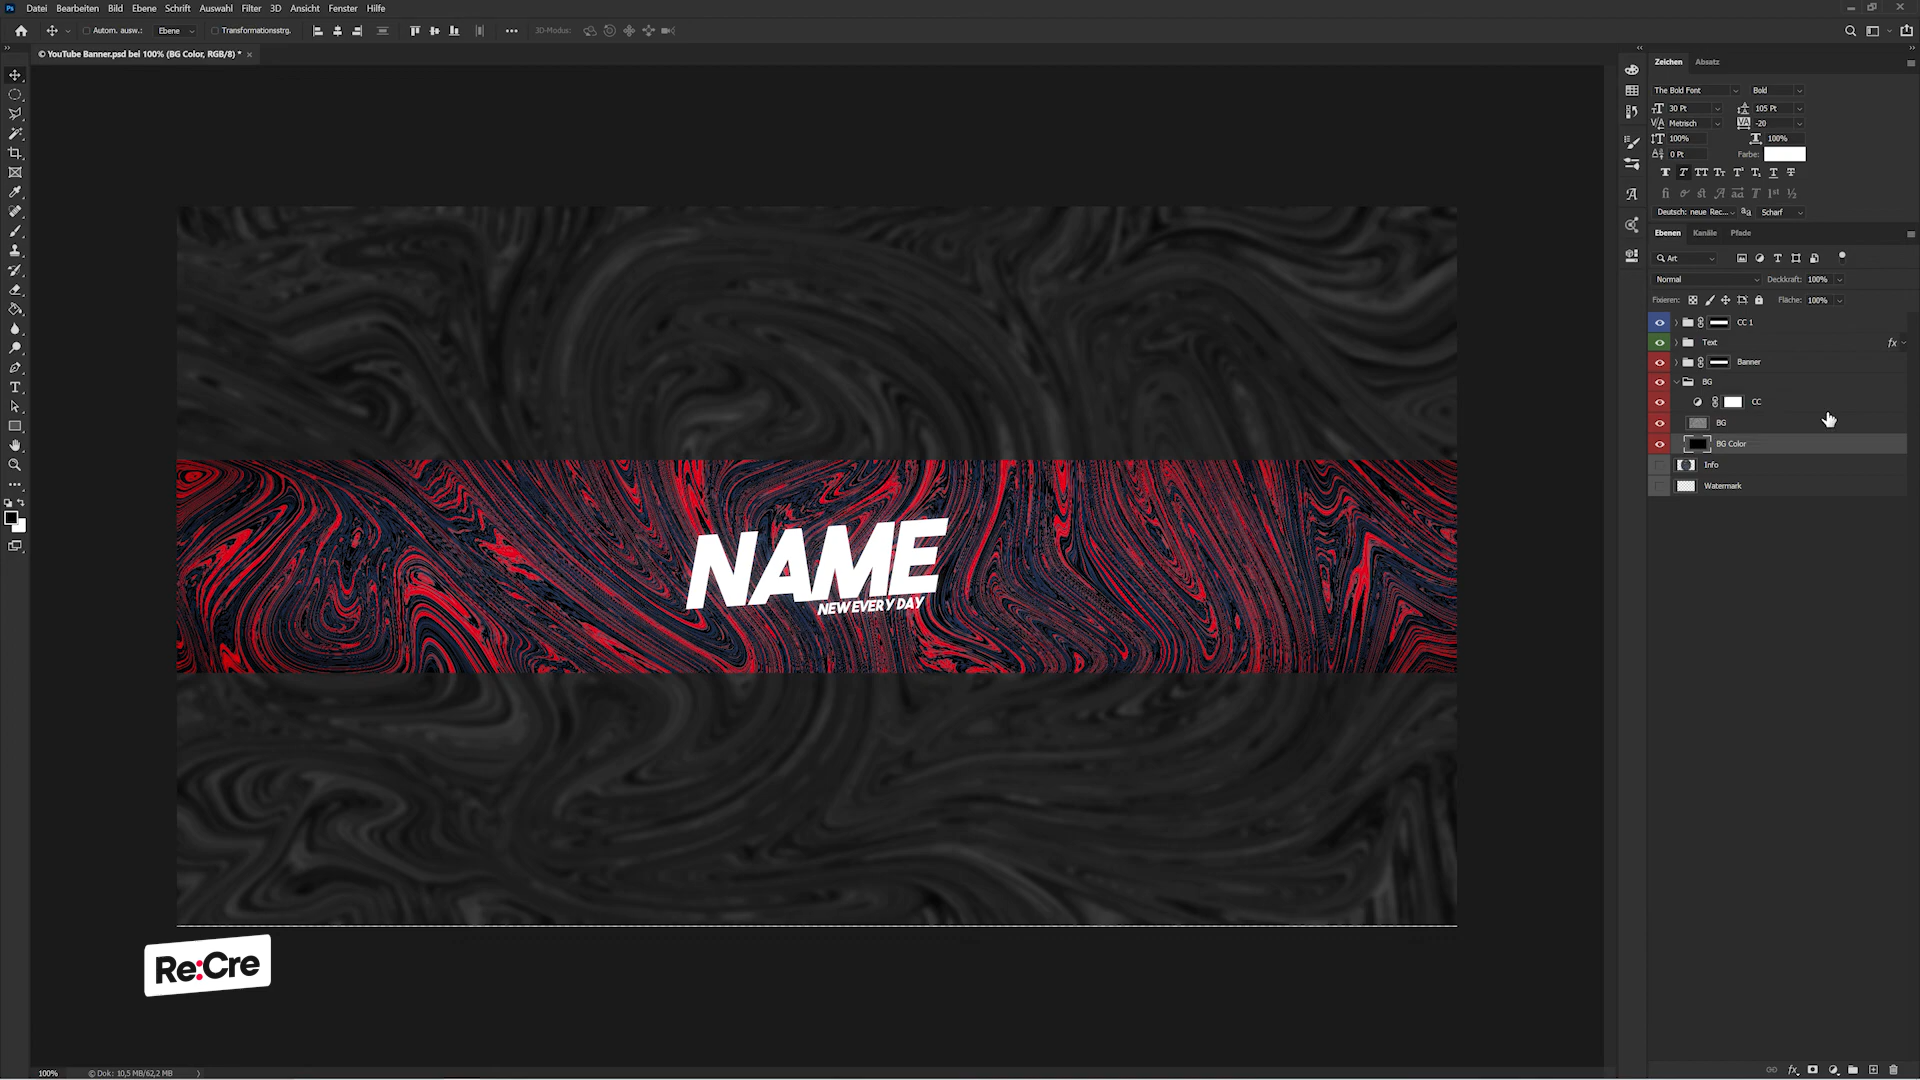 Ps Datei Bearbeiten Bild Ebene Schrift Auswahl Filter 3D Ansicht Fenster Hilfe
Autom. ausw.: Ebene Transformationsstrg. 3D-Modus:
© YouTube Banner.psd bei 100% (BG Color, RGB/8) *
Zeichen Absatz
The Bold Font Bold
30 Pt 105 Pt
Metrisch -20
100% 100%
0 Pt Farbe:
Deutsch: neue Rec... Scharf
Ebenen Kanäle Pfade
Art
Normal Deckkraft: 100%
Fixieren: Fläche: 100%
CC 1
Text fx
Banner
BG
CC
BG
BG Color
Info
Watermark
NAME
NEW EVERY DAY
Re:Cre
100% © Dok: 10,5 MB/62,2 MB